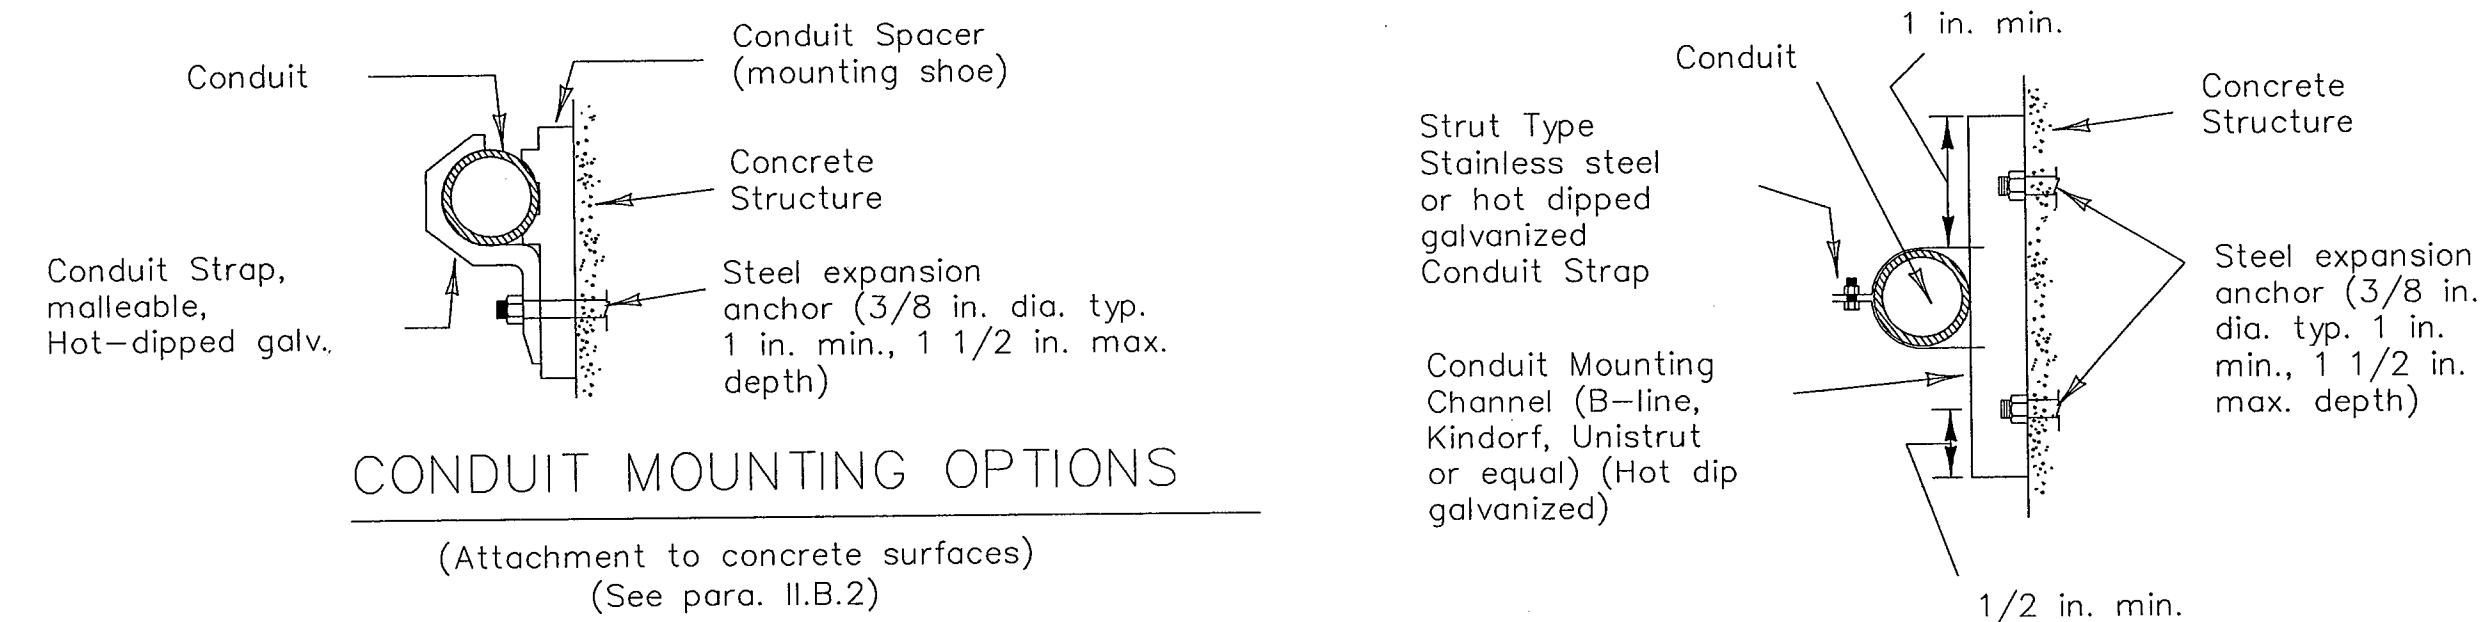 Conduit
Conduit Spacer
(mounting shoe)
Concrete
Structure
Conduit Strap,
malleable,
Hot-dipped galv.
Steel expansion
anchor (3/8 in. dia. typ.
1 in. min., 1 1/2 in. max.
depth)
CONDUIT MOUNTING OPTIONS
(Attachment to concrete surfaces)
(See para. II.B.2)
1 in. min.
Conduit
Concrete
Structure
Strut Type
Stainless steel
or hot dipped
galvanized
Conduit Strap
Steel expansion
anchor (3/8 in.
dia. typ. 1 in.
min., 1 1/2 in.
max. depth)
Conduit Mounting
Channel (B-line,
Kindorf, Unistrut
or equal) (Hot dip
galvanized)
1/2 in. min.